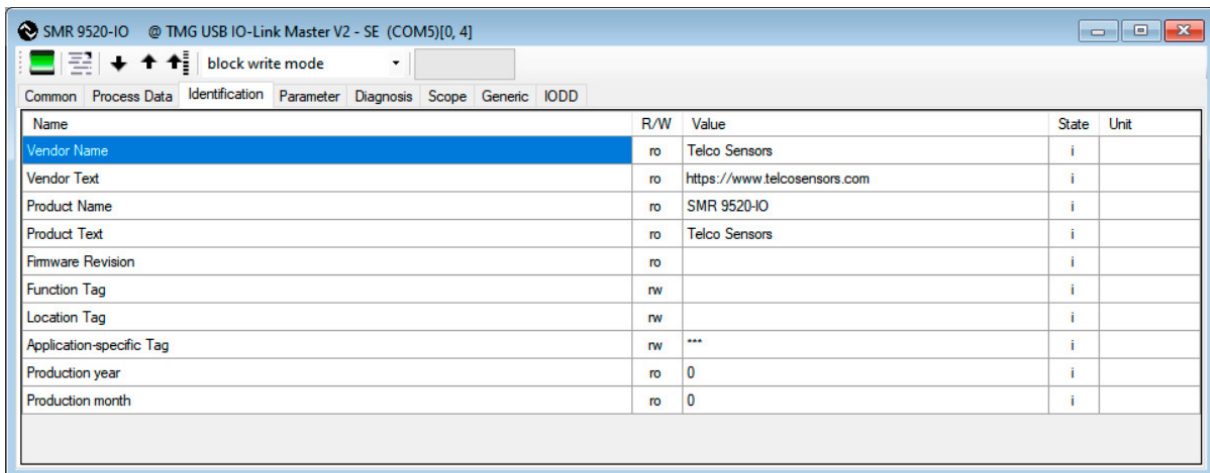 SMR 9520-IO @ TMG USB IO-Link Master V2 - SE (COM5)[0, 4]
block write mode
Common Process Data Identification Parameter Diagnosis Scope Generic IODD
Name R/W Value State Unit
Vendor Name ro Telco Sensors i
Vendor Text ro https://www.telcosensors.com i
Product Name ro SMR 9520-IO i
Product Text ro Telco Sensors i
Firmware Revision ro i
Function Tag rw i
Location Tag rw i
Application-specific Tag rw *** i
Production year ro 0 i
Production month ro 0 i